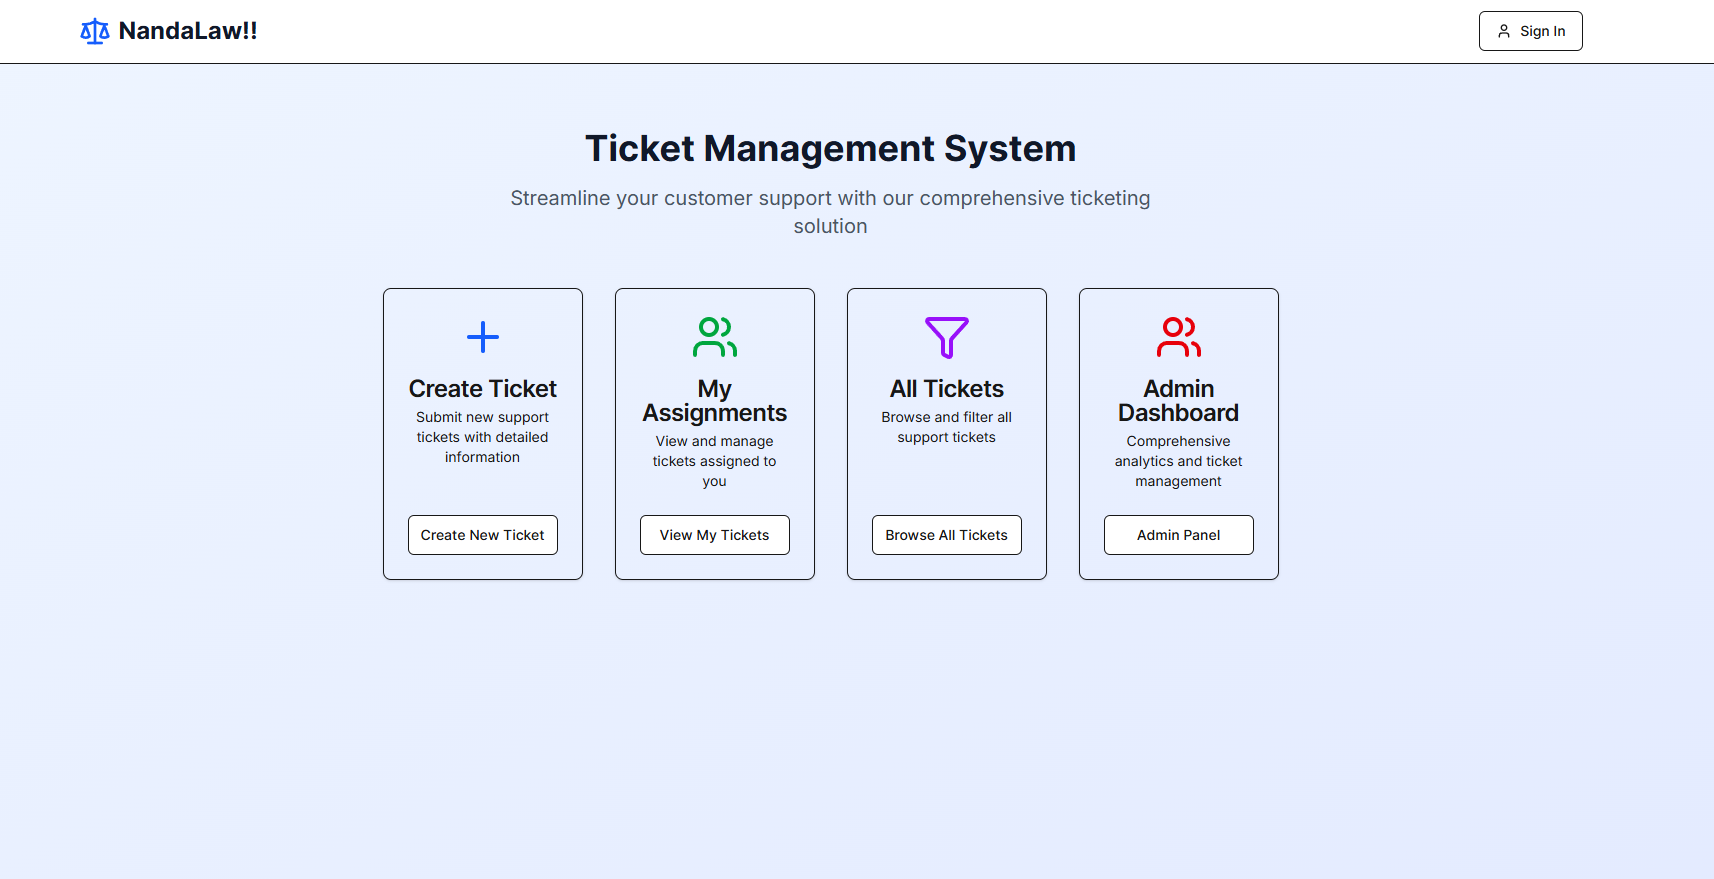 NandaLaw!!
Sign In
Ticket Management System
Streamline your customer support with our comprehensive ticketing
solution
Create Ticket
Submit new support
tickets with detailed
information
Create New Ticket
My
Assignments
View and manage
tickets assigned to
you
View My Tickets
All Tickets
Browse and filter all
support tickets
Browse All Tickets
Admin
Dashboard
Comprehensive
analytics and ticket
management
Admin Panel